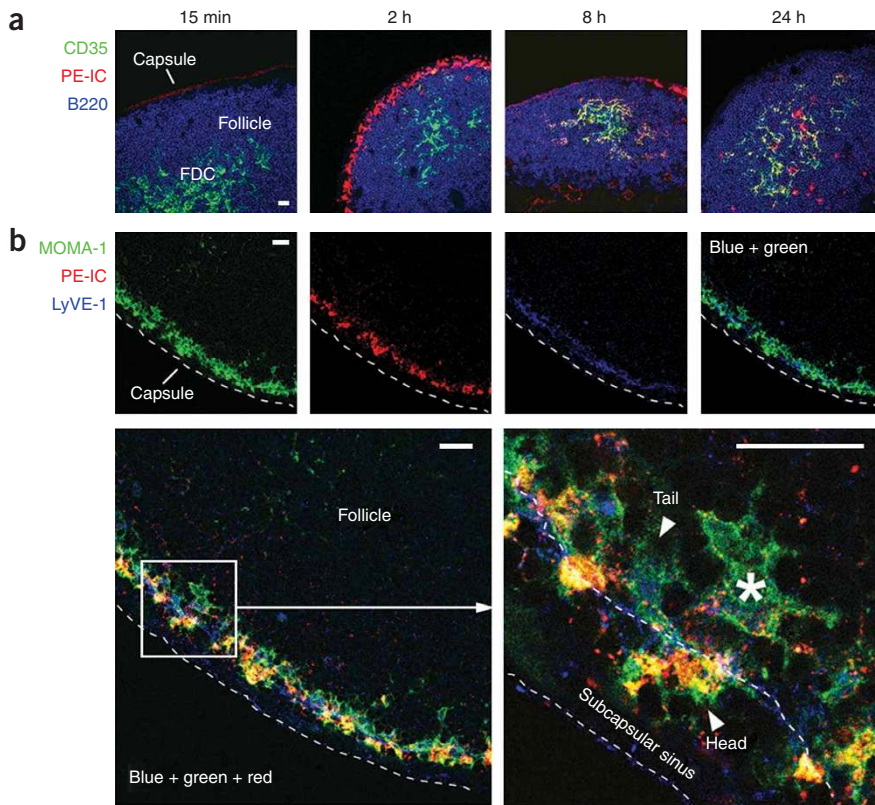 a
15 min
2 h
8 h
24 h
CD35
PE-IC
B220
Capsule
Follicle
FDC
b
MOMA-1
PE-IC
LyVE-1
Capsule
Blue + green
Follicle
Blue + green + red
Tail
*
Subcapsular sinus
Head